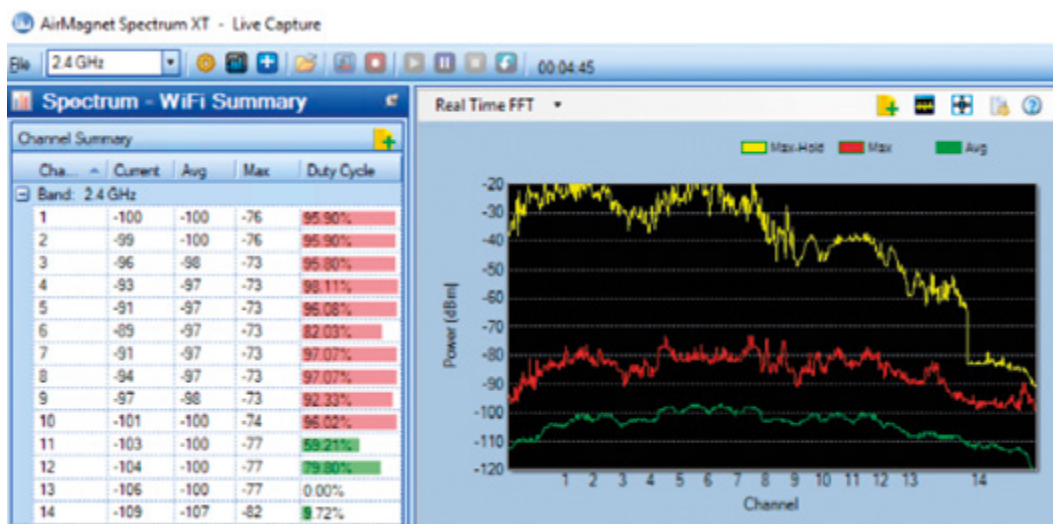 AirMagnet Spectrum XT - Live Capture
File 2.4 GHz 00:04:45
Spectrum - WiFi Summary
Channel Summary
Cha... Current Avg Max Duty Cycle
Band: 2.4 GHz
1 -100 -100 -76 95.90%
2 -99 -100 -76 95.90%
3 -96 -98 -73 95.80%
4 -93 -97 -73 98.11%
5 -91 -97 -73 96.08%
6 -89 -97 -73 82.03%
7 -91 -97 -73 97.07%
8 -94 -97 -73 97.07%
9 -97 -98 -73 92.33%
10 -101 -100 -74 96.02%
11 -103 -100 -77 59.21%
12 -104 -100 -77 79.80%
13 -106 -100 -77 0.00%
14 -109 -107 -82 9.72%
Real Time FFT
Max-Hold Max Avg
Power (dBm)
-20
-30
-40
-50
-60
-70
-80
-90
-100
-110
-120
1 2 3 4 5 6 7 8 9 10 11 12 13 14
Channel